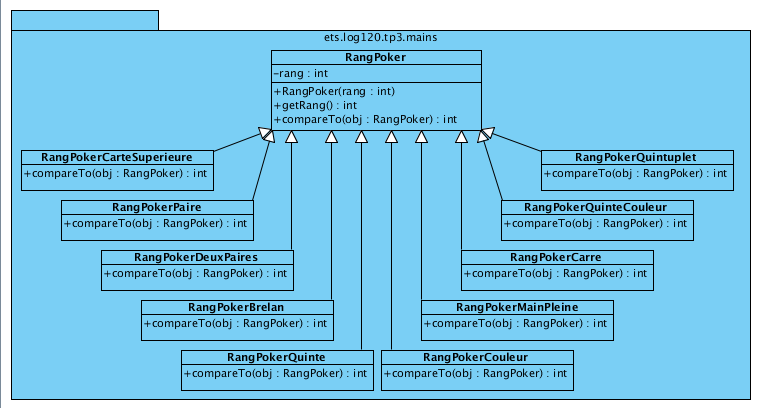 ets.log120.tp3.mains
RangPoker
-rang : int
+RangPoker(rang : int)
+getRang() : int
+compareTo(obj : RangPoker) : int
RangPokerCarteSuperieure
+compareTo(obj : RangPoker) : int
RangPokerQuintuplet
+compareTo(obj : RangPoker) : int
RangPokerPaire
+compareTo(obj : RangPoker) : int
RangPokerQuinteCouleur
+compareTo(obj : RangPoker) : int
RangPokerDeuxPaires
+compareTo(obj : RangPoker) : int
RangPokerCarre
+compareTo(obj : RangPoker) : int
RangPokerBrelan
+compareTo(obj : RangPoker) : int
RangPokerMainPleine
+compareTo(obj : RangPoker) : int
RangPokerQuinte
+compareTo(obj : RangPoker) : int
RangPokerCouleur
+compareTo(obj : RangPoker) : int